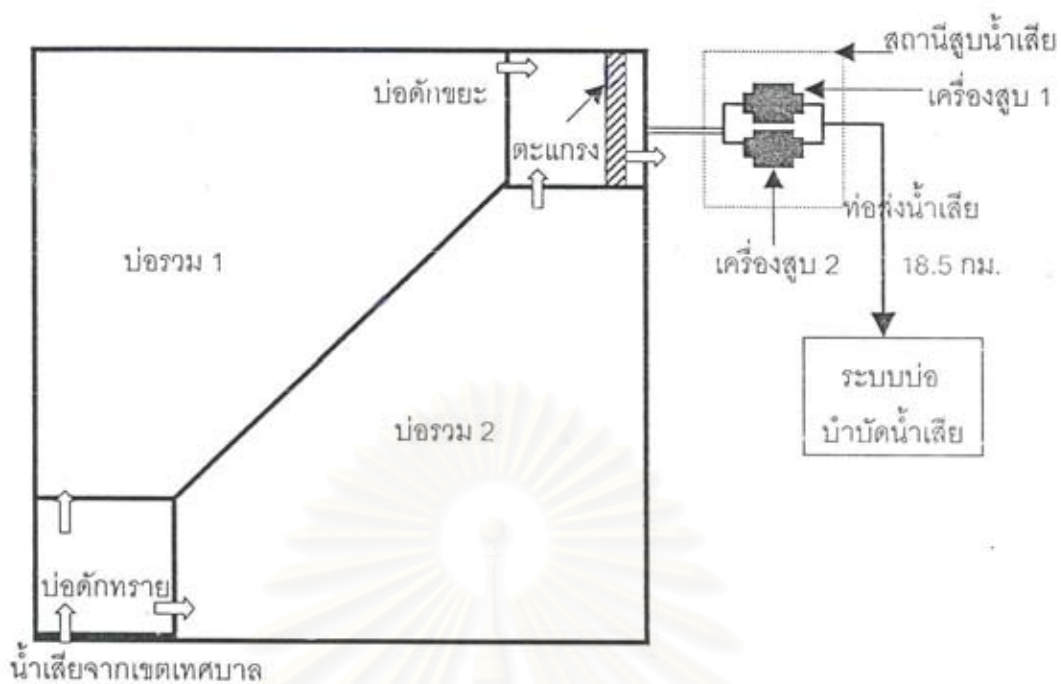 สถานีสูบน้ำเสีย
บ่อดักขยะ
เครื่องสูบ 1
ตะแกรง
ท่อส่งน้ำเสีย
บ่อรวม 1
เครื่องสูบ 2
18.5 กม.
ระบบบ่อ
บำบัดน้ำเสีย
บ่อรวม 2
บ่อดักทราย
น้ำเสียจากเขตเทศบาล